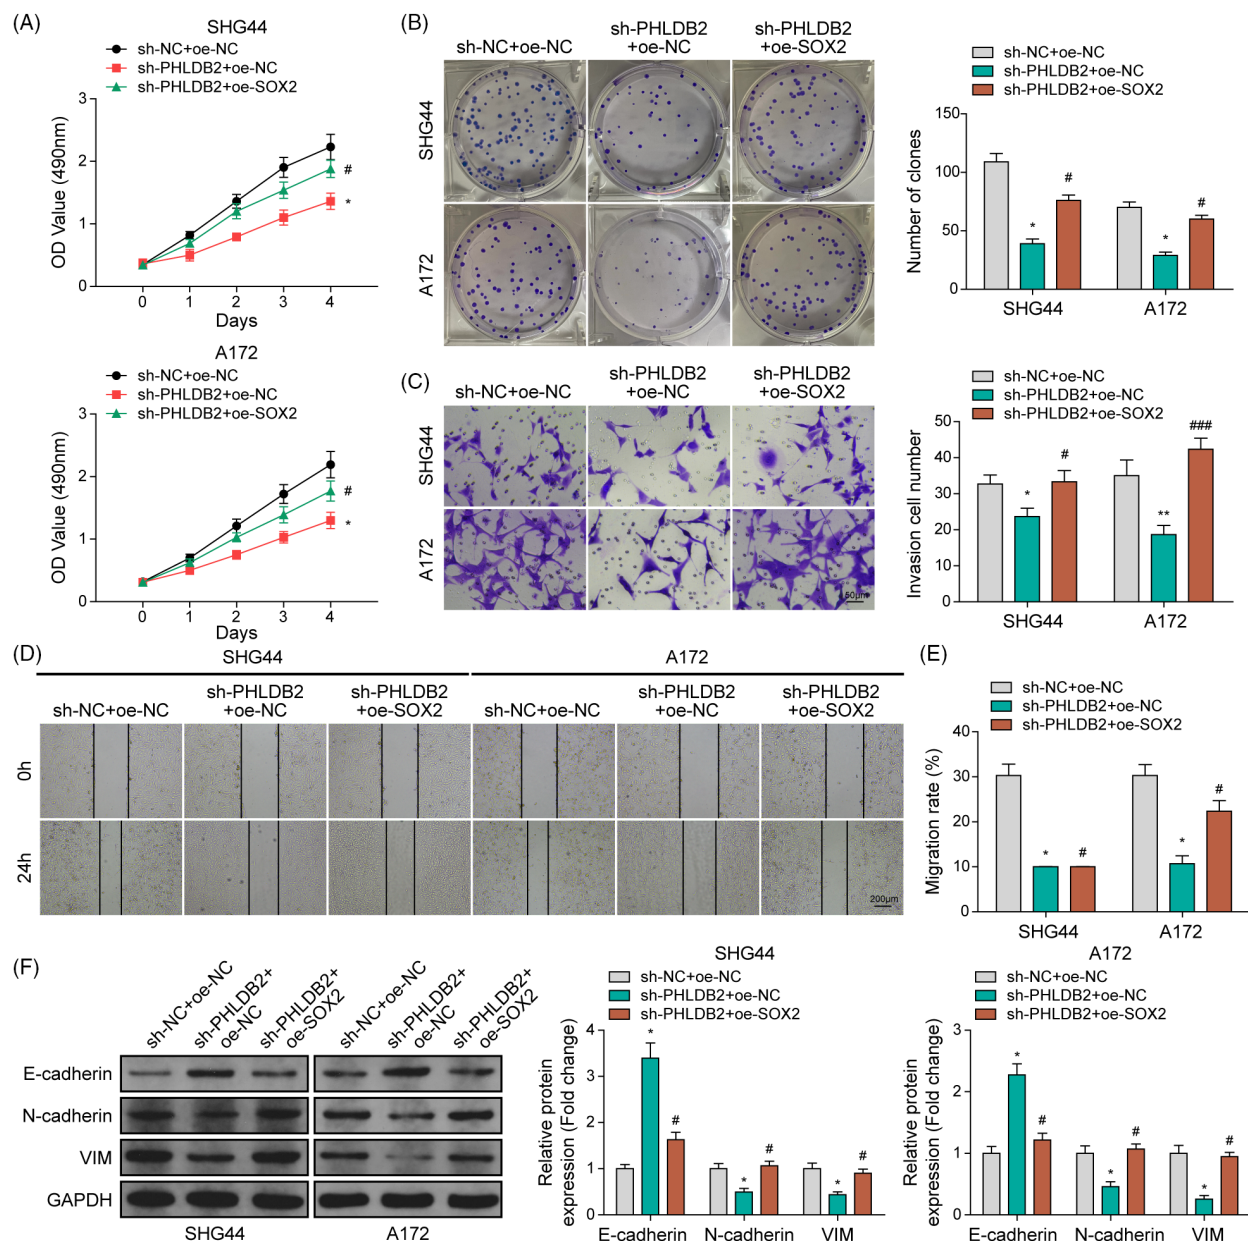 (A)
SHG44
sh-NC+oe-NC
sh-PHLDB2+oe-NC
sh-PHLDB2+oe-SOX2
3
2
1
0
OD Value (490nm)
#
*
0 1 2 3 4
Days
A172
sh-NC+oe-NC
sh-PHLDB2+oe-NC
sh-PHLDB2+oe-SOX2
3
2
1
0
OD Value (490nm)
#
*
0 1 2 3 4
Days
(B)
sh-NC+oe-NC
sh-PHLDB2
+oe-NC
sh-PHLDB2
+oe-SOX2
SHG44
A172
sh-NC+oe-NC
sh-PHLDB2+oe-NC
sh-PHLDB2+oe-SOX2
150
100
50
0
Number of clones
*
#
*
#
SHG44 A172
(C)
sh-NC+oe-NC
sh-PHLDB2
+oe-NC
sh-PHLDB2
+oe-SOX2
SHG44
A172
50μm
sh-NC+oe-NC
sh-PHLDB2+oe-NC
sh-PHLDB2+oe-SOX2
50
40
30
20
10
0
Invasion cell number
*
#
**
###
SHG44 A172
(D)
SHG44 A172
sh-NC+oe-NC
sh-PHLDB2
+oe-NC
sh-PHLDB2
+oe-SOX2
sh-NC+oe-NC
sh-PHLDB2
+oe-NC
sh-PHLDB2
+oe-SOX2
0h
24h
200μm
(E)
sh-NC+oe-NC
sh-PHLDB2+oe-NC
sh-PHLDB2+oe-SOX2
40
30
20
10
0
Migration rate (%)
*
#
*
#
SHG44 A172
(F)
sh-NC+oe-NC
sh-PHLDB2+
oe-NC
sh-PHLDB2+
oe-SOX2
sh-NC+oe-NC
sh-PHLDB2+
oe-NC
sh-PHLDB2+
oe-SOX2
E-cadherin
N-cadherin
VIM
GAPDH
SHG44 A172
SHG44
sh-NC+oe-NC
sh-PHLDB2+oe-NC
sh-PHLDB2+oe-SOX2
4
3
2
1
0
Relative protein
expression (Fold change)
*
#
*
#
*
#
E-cadherin N-cadherin VIM
A172
sh-NC+oe-NC
sh-PHLDB2+oe-NC
sh-PHLDB2+oe-SOX2
3
2
1
0
Relative protein
expression (Fold change)
*
#
*
#
*
#
E-cadherin N-cadherin VIM